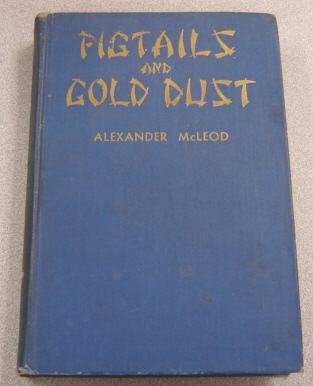 PIGTAILS
AND
GOLD DUST
ALEXANDER McLEOD